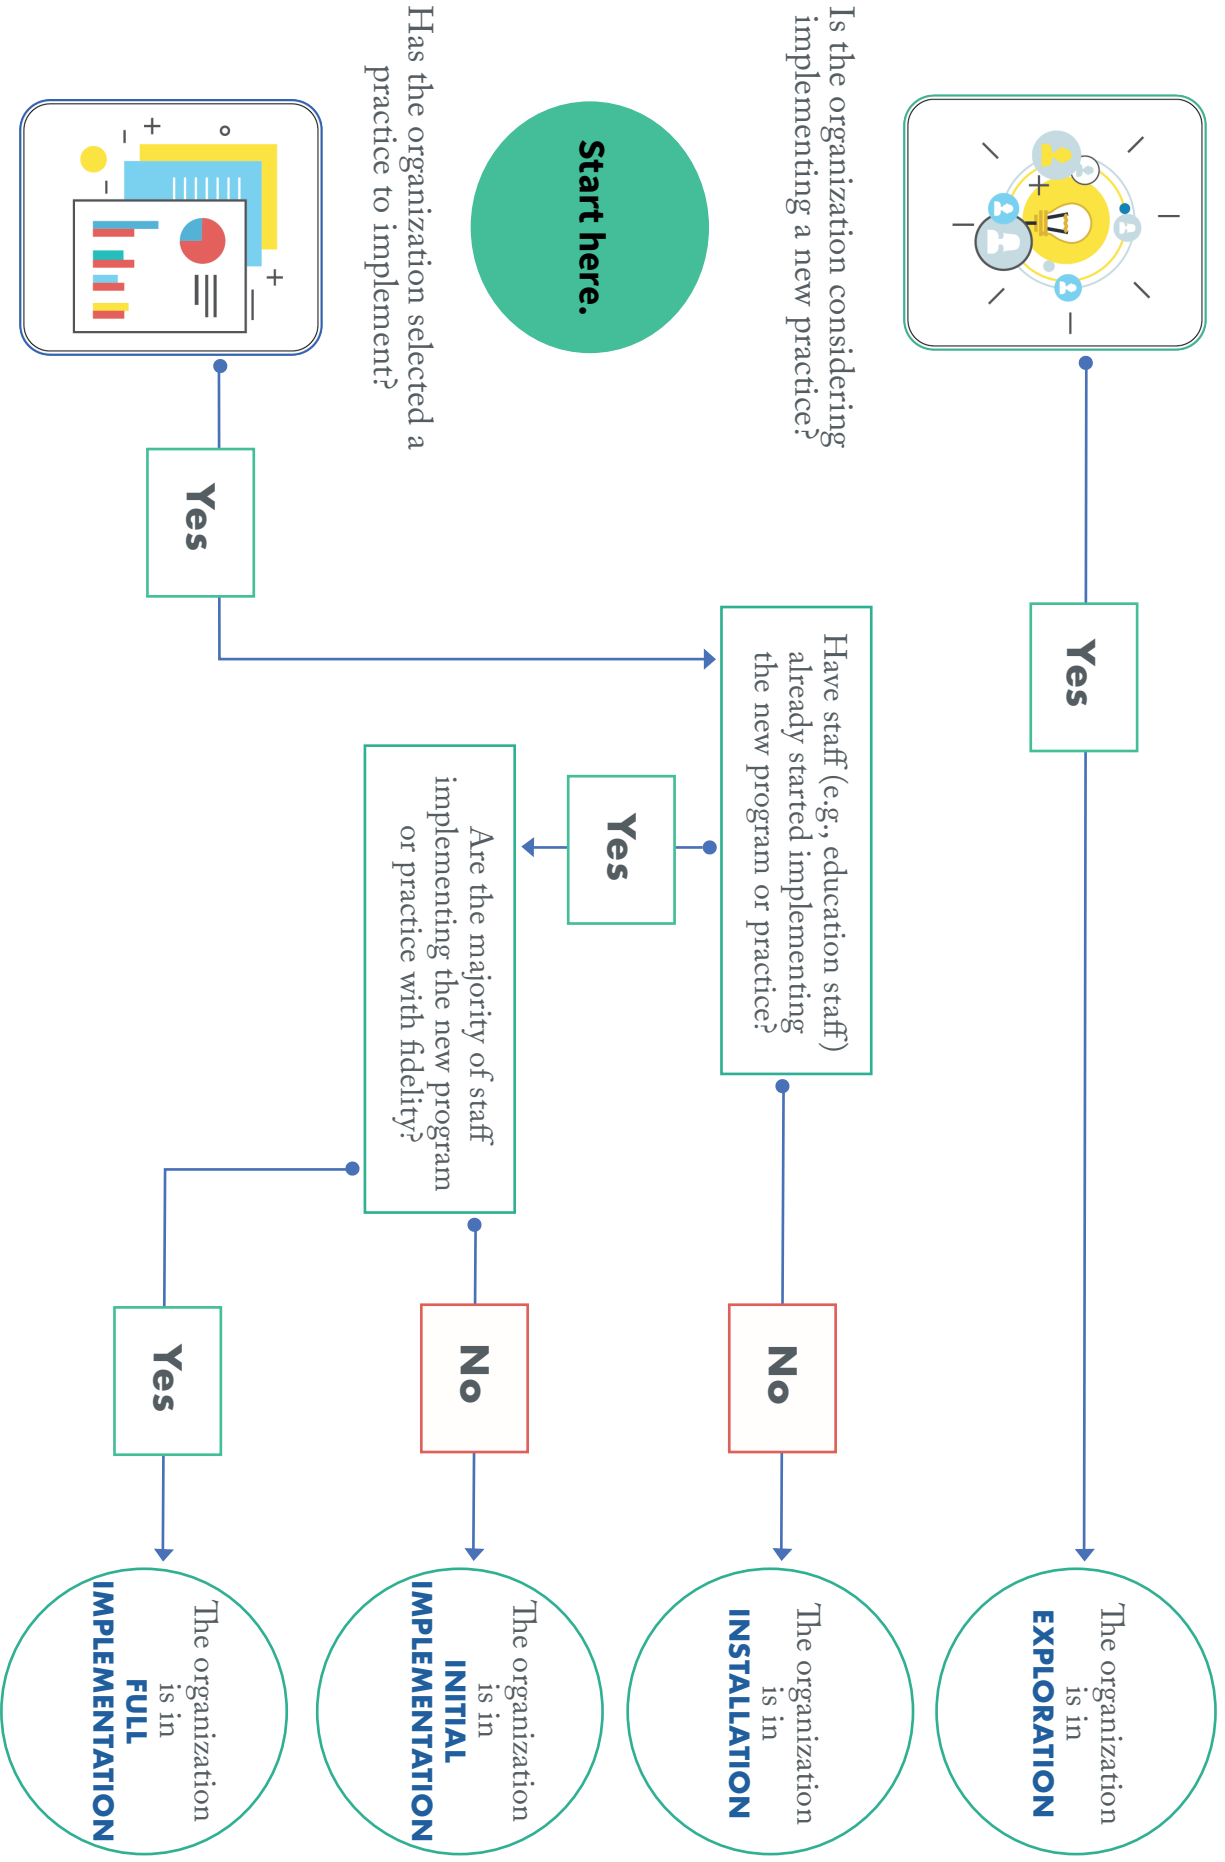 Is the organization considering
implementing a new practice?
Yes
The organization
is in
EXPLORATION
Start here.
Has the organization selected a
practice to implement?
Yes
Have staff (e.g., education staff)
already started implementing
the new program or practice?
No
The organization
is in
INSTALLATION
Yes
Are the majority of staff
implementing the new program
or practice with fidelity?
No
The organization
is in
INITIAL
IMPLEMENTATION
Yes
The organization
is in
FULL
IMPLEMENTATION